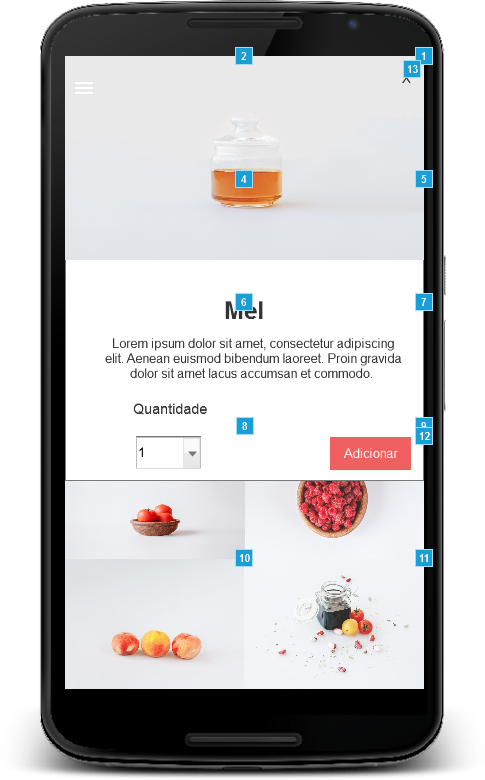 2
1
13
X
4
5
6
7
Mel
Lorem ipsum dolor sit amet, consectetur adipiscing
elit. Aenean euismod bibendum laoreet. Proin gravida
dolor sit amet lacus accumsan et commodo.
Quantidade
8
9
12
1
Adicionar
10
11